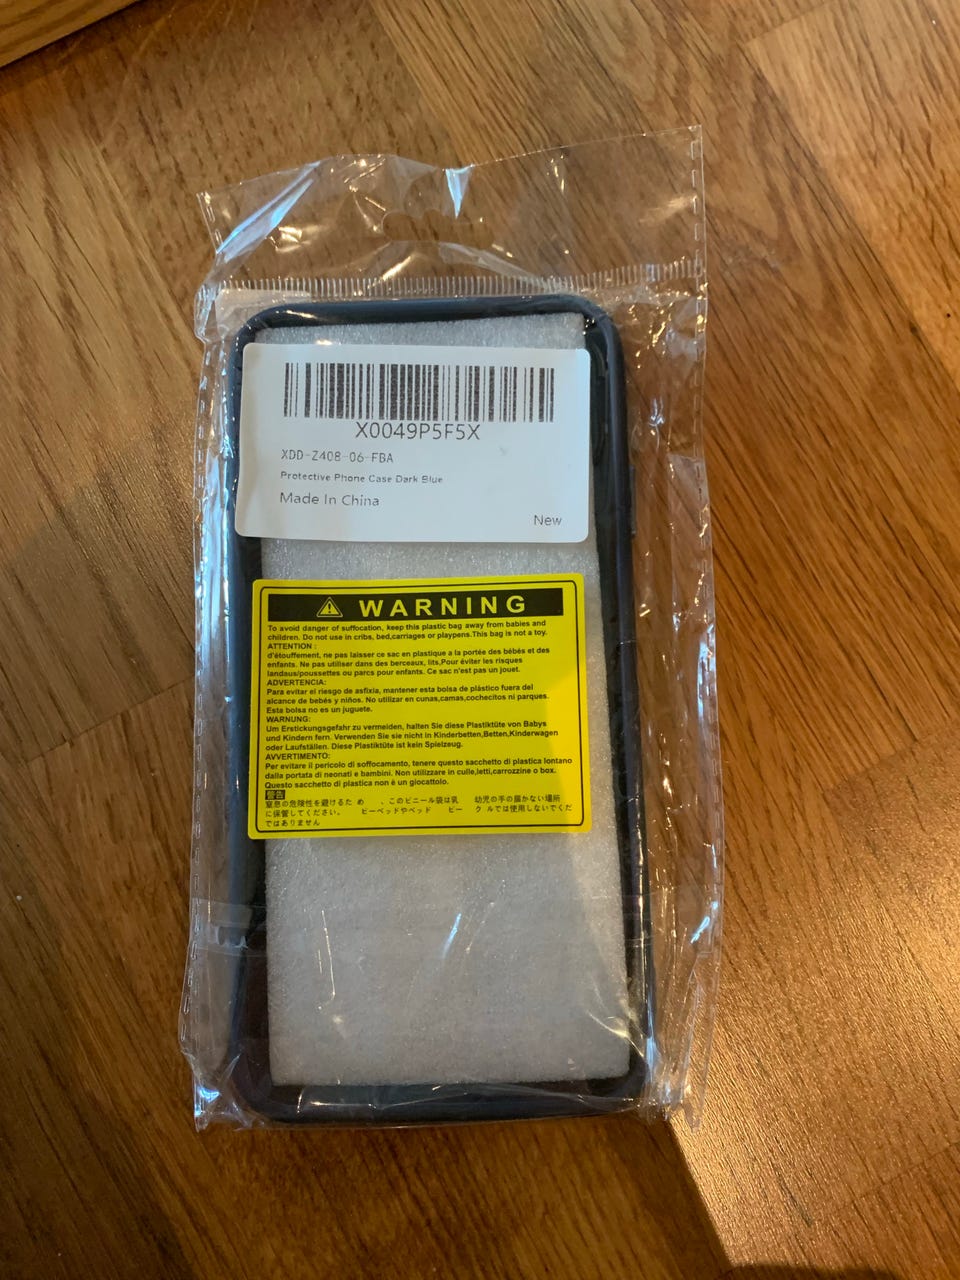 X0049P5F5X
XDD-Z408-06-FBA
Protective Phone Case Dark Blue
Made In China
New
WARNING
To avoid danger of suffocation, keep this plastic bag away from babies and
children. Do not use in cribs, bed,carriages or playpens.This bag is not a toy.
ATTENTION :
d'étouffement, ne pas laisser ce sac en plastique a la portée des bébés et des
enfants. Ne pas utiliser dans des berceaux, lits,Pour éviter les risques
landaus/poussettes ou parcs pour enfants. Ce sac n'est pas un jouet.
ADVERTENCIA:
Para evitar el riesgo de asfixia, mantener esta bolsa de plástico fuera del
alcance de bebés y niños. No utilizar en cunas,camas,cochecitos ni parques.
Esta bolsa no es un juguete.
WARNUNG:
Um Erstickungsgefahr zu vermeiden, halten Sie diese Plastiktüte von Babys
und Kindern fern. Verwenden Sie sie nicht in Kinderbetten,Betten,Kinderwagen
oder Laufställen. Diese Plastiktüte ist kein Spielzeug.
AVVERTIMENTO:
Per evitare il pericolo di soffocamento, tenere questo sacchetto di plastica lontano
dalla portata di neonati e bambini. Non utilizzare in culle,letti,carrozzine o box.
Questo sacchetto di plastica non è un giocattolo.
警告
窒息の危険性を避けるた め 、このビニール袋は乳 幼児の手の届かない場所
に保管してください。 ビーベッドやベッド ビー ク ルでは使用しないでくだ
ではありません